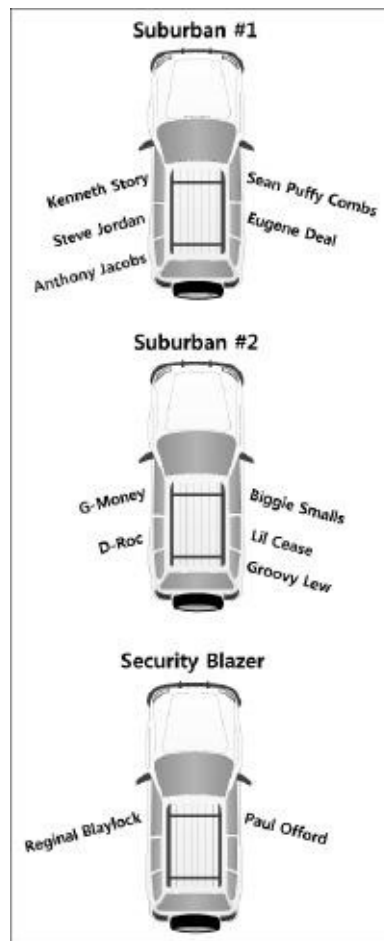 Suburban #1
Kenneth Story
Sean Puffy Combs
Steve Jordan
Eugene Deal
Anthony Jacobs
Suburban #2
G-Money
Biggie Smalls
D-Roc
Lil Cease
Groovy Lew
Security Blazer
Reginal Blaylock
Paul Offord